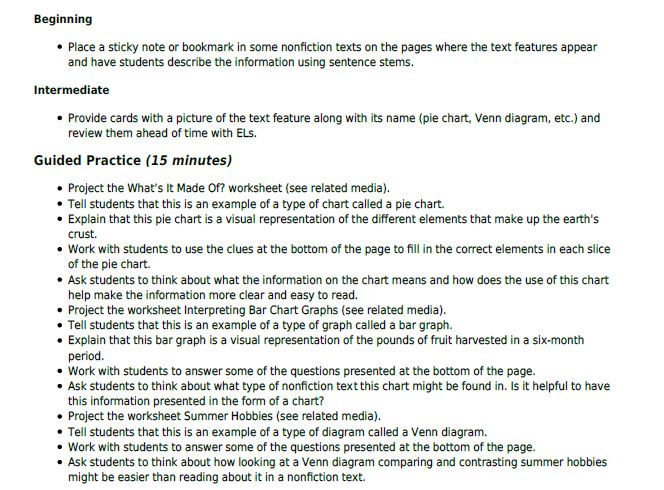 Beginning
• Place a sticky note or bookmark in some nonfiction texts on the pages where the text features appear
and have students describe the information using sentence stems.
Intermediate
• Provide cards with a picture of the text feature along with its name (pie chart, Venn diagram, etc.) and
review them ahead of time with ELs.
Guided Practice (15 minutes)
• Project the What's It Made Of? worksheet (see related media).
• Tell students that this is an example of a type of chart called a pie chart.
• Explain that this pie chart is a visual representation of the different elements that make up the earth's
crust.
• Work with students to use the clues at the bottom of the page to fill in the correct elements in each slice
of the pie chart.
• Ask students to think about what the information on the chart means and how does the use of this chart
help make the information more clear and easy to read.
• Project the worksheet Interpreting Bar Chart Graphs (see related media).
• Tell students that this is an example of a type of graph called a bar graph.
• Explain that this bar graph is a visual representation of the pounds of fruit harvested in a six-month
period.
• Work with students to answer some of the questions presented at the bottom of the page.
• Ask students to think about what type of nonfiction text this chart might be found in. Is it helpful to have
this information presented in the form of a chart?
• Project the worksheet Summer Hobbies (see related media).
• Tell students that this is an example of a type of diagram called a Venn diagram.
• Work with students to answer some of the questions presented at the bottom of the page.
• Ask students to think about how looking at a Venn diagram comparing and contrasting summer hobbies
might be easier than reading about it in a nonfiction text.